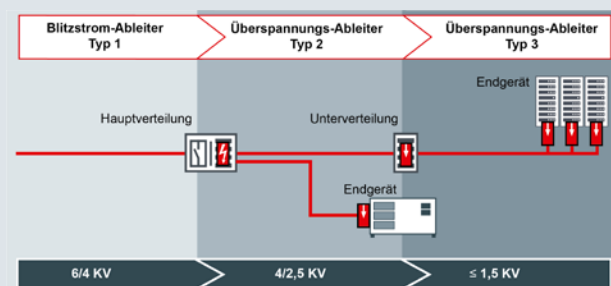 Blitzstrom-Ableiter
Typ 1
Überspannungs-Ableiter
Typ 2
Überspannungs-Ableiter
Typ 3
Endgerät
Hauptverteilung
Unterverteilung
Endgerät
6/4 KV
4/2,5 KV
≤ 1,5 KV